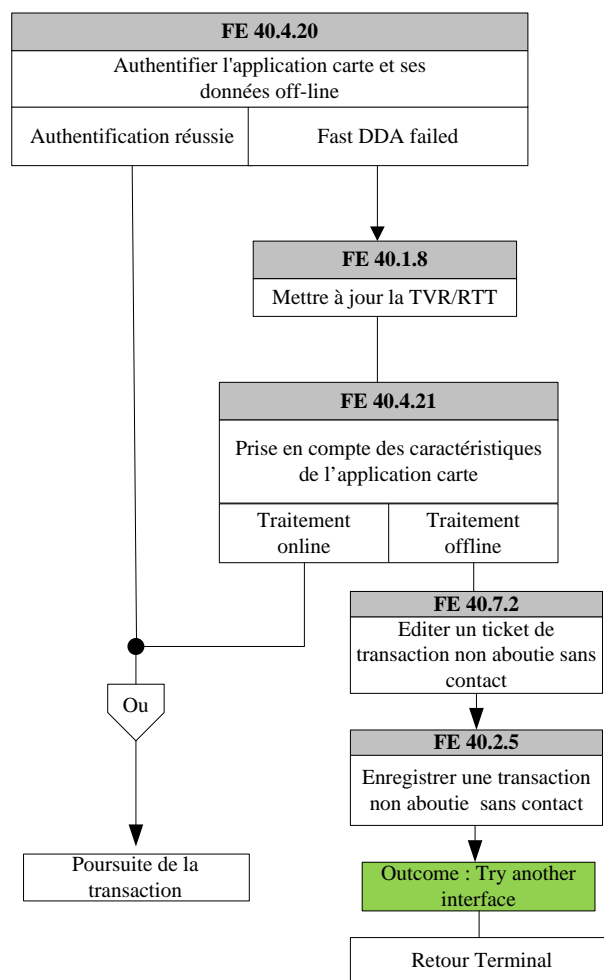 FE 40.4.20
Authentifier l'application carte et ses
données off-line
Authentification réussie
Fast DDA failed
FE 40.1.8
Mettre à jour la TVR/RTT
FE 40.4.21
Prise en compte des caractéristiques
de l’application carte
Traitement
online
Traitement
offline
FE 40.7.2
Editer un ticket de
transaction non aboutie sans
contact
Ou
FE 40.2.5
Enregistrer une transaction
non aboutie sans contact
Poursuite de la
transaction
Outcome : Try another
interface
Retour Terminal